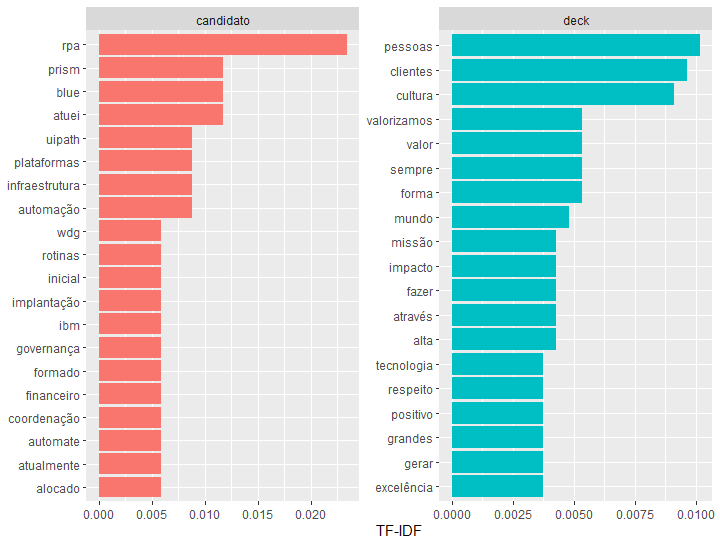 candidato
rpa
prism
blue
atuei
uipath
plataformas
infraestrutura
automação
wdg
rotinas
inicial
implantação
ibm
governança
formado
financeiro
coordenação
automate
atualmente
alocado
0.000 0.005 0.010 0.015 0.020
deck
pessoas
clientes
cultura
valorizamos
valor
sempre
forma
mundo
missão
impacto
fazer
através
alta
tecnologia
respeito
positivo
grandes
gerar
excelência
0.0000 0.0025 0.0050 0.0075 0.0100
TF-IDF